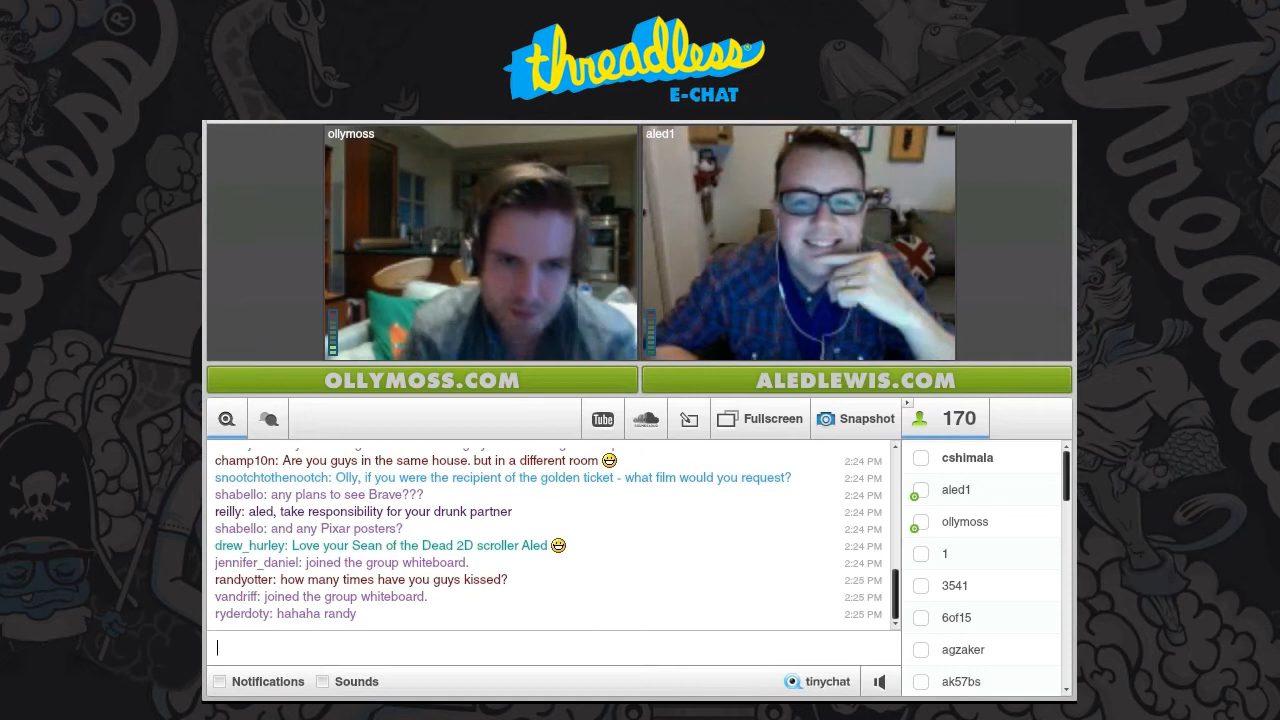 threadless
E-CHAT
ollymoss
aled1
OLLYMOSS.COM
ALEDLEWIS.COM
Tube
SOUNDCLOUD
Fullscreen
Snapshot
170
champ10n: Are you guys in the same house. but in a different room 2:24 PM
snootchtothenootch: Olly, if you were the recipient of the golden ticket - what film would you request? 2:24 PM
shabello: any plans to see Brave??? 2:24 PM
reilly: aled, take responsibility for your drunk partner 2:24 PM
shabello: and any Pixar posters? 2:24 PM
drew_hurley: Love your Sean of the Dead 2D scroller Aled 2:24 PM
jennifer_daniel: joined the group whiteboard. 2:24 PM
randyotter: how many times have you guys kissed? 2:25 PM
vandriff: joined the group whiteboard. 2:25 PM
ryderdoty: hahaha randy 2:25 PM
cshimala
aled1
ollymoss
1
3541
6of15
agzaker
ak57bs
Notifications
Sounds
tinychat